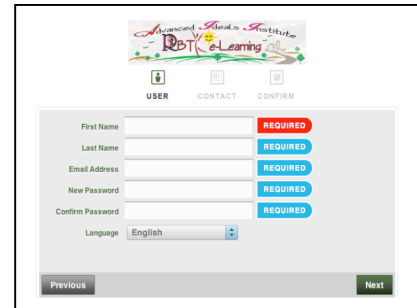 Advanced IdeaLs Institute
RBT e-Learning
USER CONTACT CONFIRM
First Name REQUIRED
Last Name REQUIRED
Email Address REQUIRED
New Password REQUIRED
Confirm Password REQUIRED
Language English
Previous Next